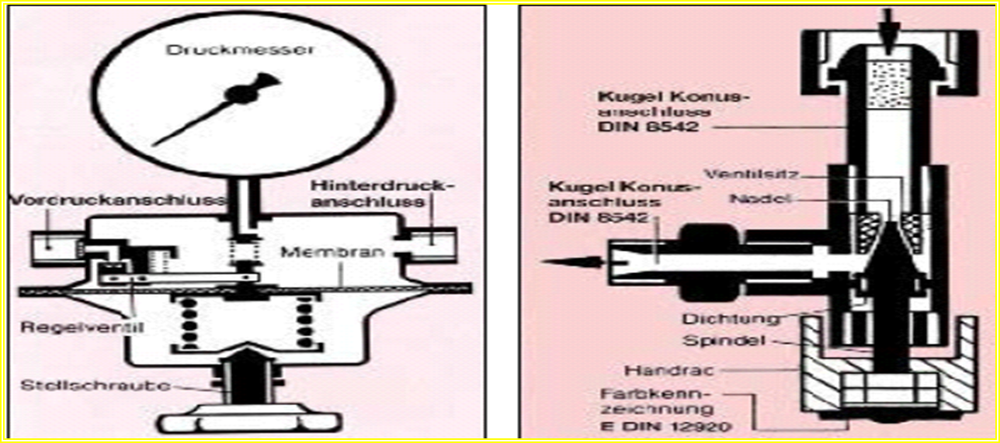 Druckmesser
Vordruckanschluss
Hinterdruck-
anschluss
Membran
Regelventil
Stellschraube
Kugel Konus-
anschluss
DIN 8542
Ventilsitz
Nadel
Kugel Konus-
anschluss
DIN 8542
Dichtung
Spindel
Handrad
Farbkenn-
zeichnung
E DIN 12920